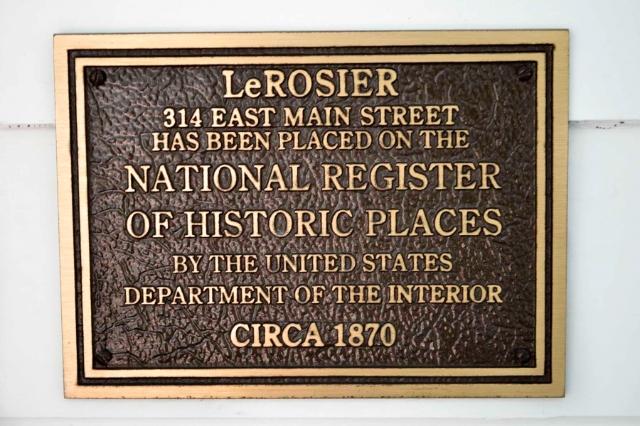 LeROSIER
314 EAST MAIN STREET
HAS BEEN PLACED ON THE
NATIONAL REGISTER
OF HISTORIC PLACES
BY THE UNITED STATES
DEPARTMENT OF THE INTERIOR
CIRCA 1870